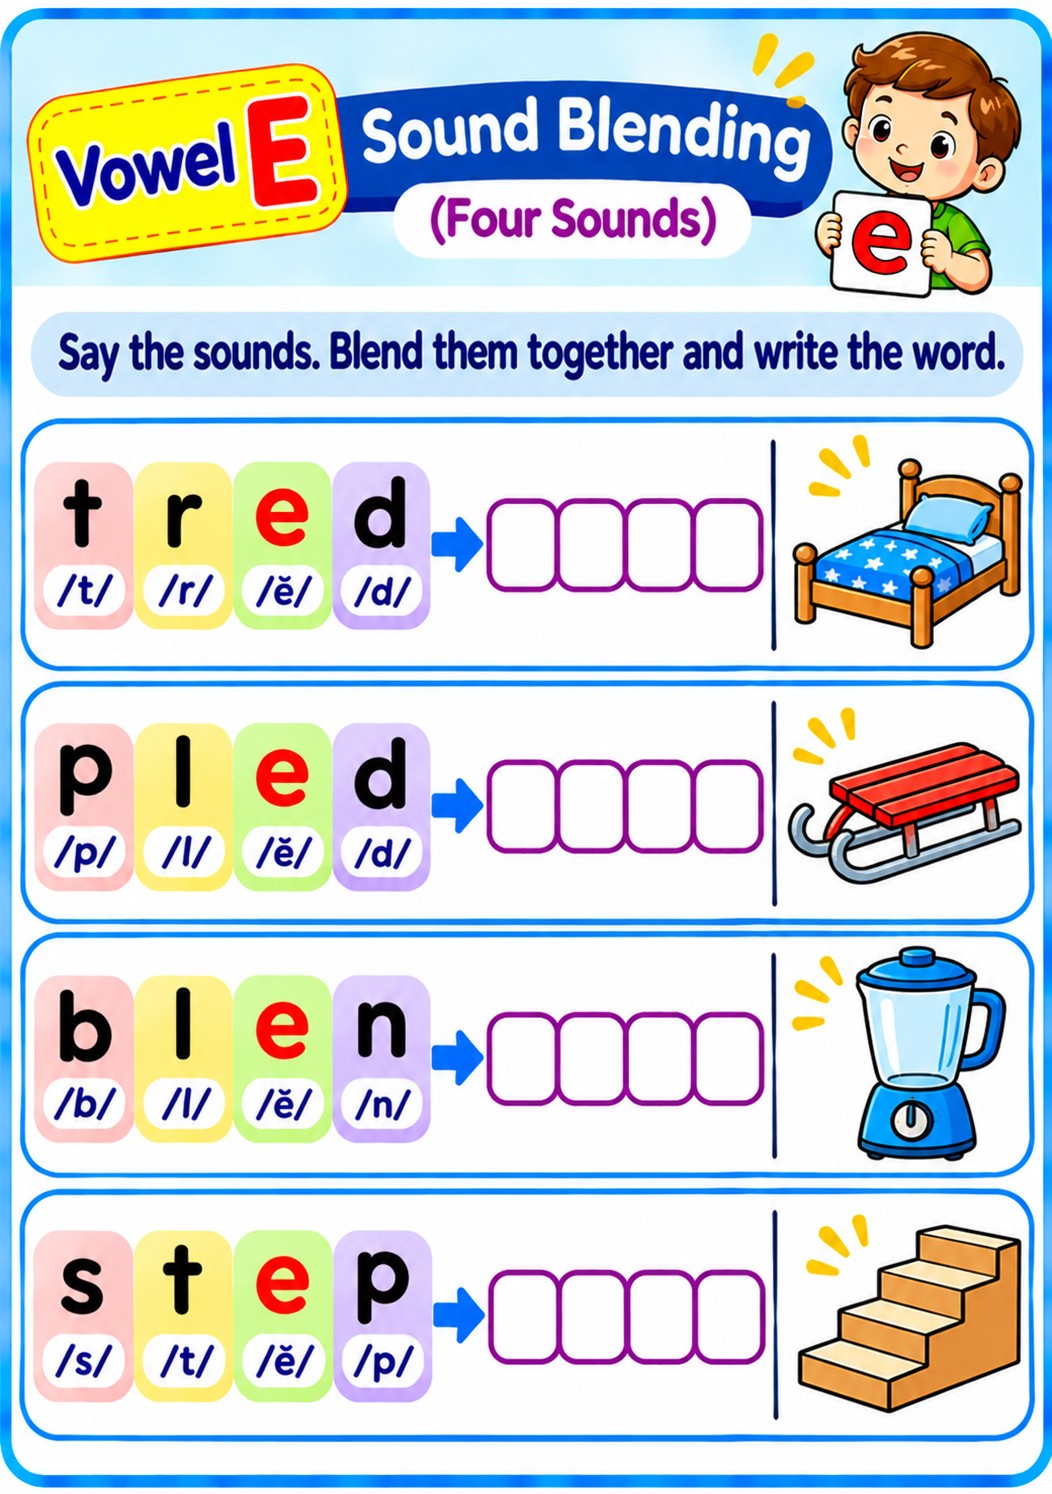 Vowel E
Sound Blending
(Four Sounds)
e
Say the sounds. Blend them together and write the word.
t r e d
/t/ /r/ /ĕ/ /d/
p l e d
/p/ /l/ /ĕ/ /d/
b l e n
/b/ /l/ /ĕ/ /n/
s t e p
/s/ /t/ /ĕ/ /p/